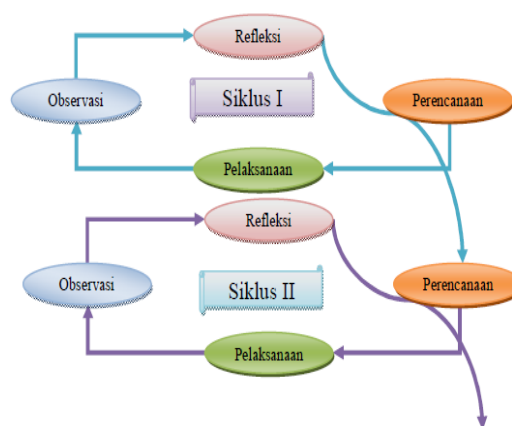 Refleksi
Observasi
Siklus I
Perencanaan
Pelaksanaan
Refleksi
Observasi
Siklus II
Perencanaan
Pelaksanaan